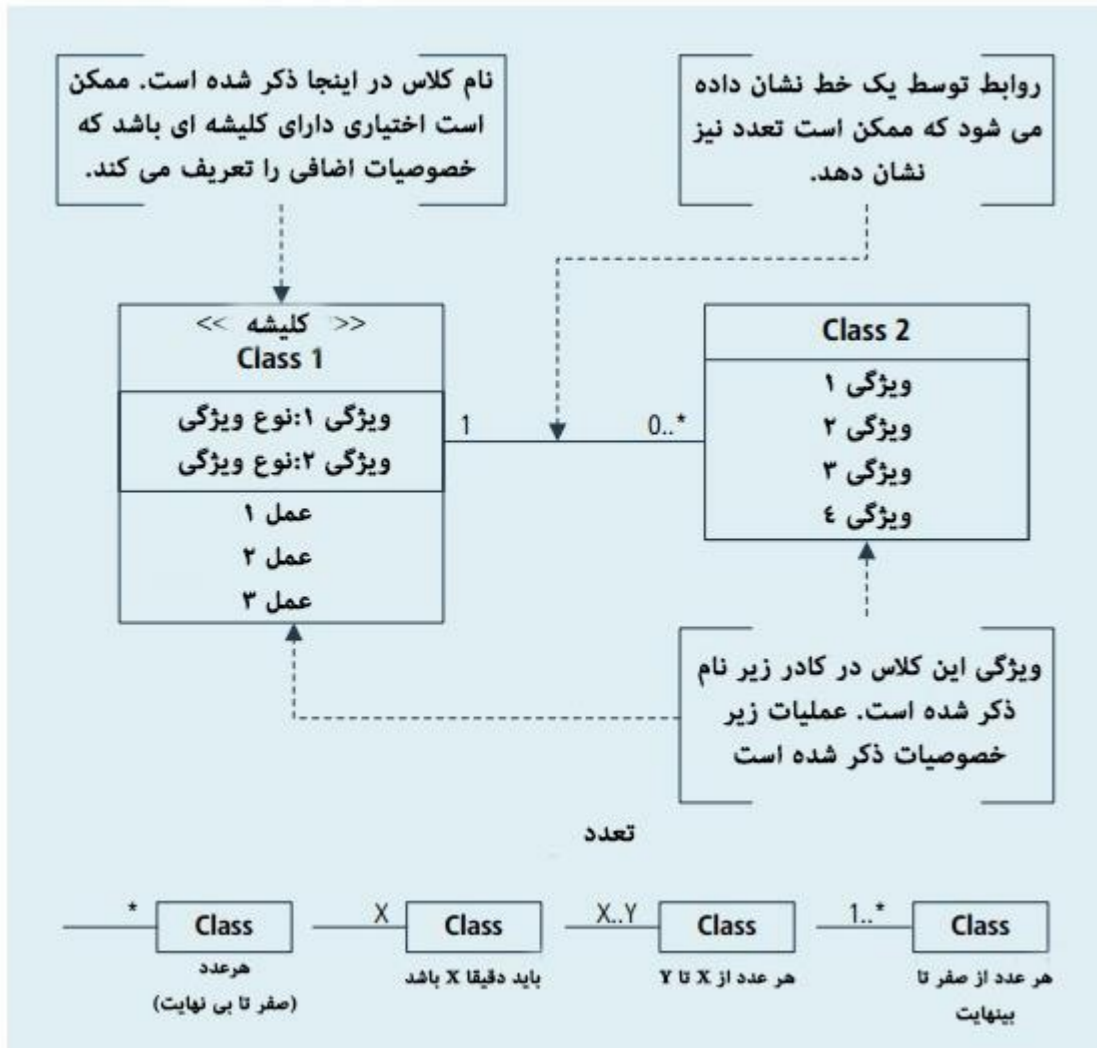 نام کلاس در اینجا ذکر شده است. ممکن
است اختیاری دارای کلیشه ای باشد که
خصوصیات اضافی را تعریف می کند.
روابط توسط یک خط نشان داده
می شود که ممکن است تعدد نیز
نشان دهد.
<< کلیشه >>
Class 1
ویژگی ۱:نوع ویژگی
ویژگی ۲:نوع ویژگی
عمل ۱
عمل ۲
عمل ۳
1
0..*
Class 2
ویژگی ۱
ویژگی ۲
ویژگی ۳
ویژگی ٤
ویژگی این کلاس در کادر زیر نام
ذکر شده است. عملیات زیر
خصوصیات ذکر شده است
تعدد
*
Class
هرعدد
(صفر تا بی نهایت)
X
Class
باید دقیقا X باشد
X..Y
Class
هر عدد از X تا Y
1..*
Class
هر عدد از صفر تا
بینهایت